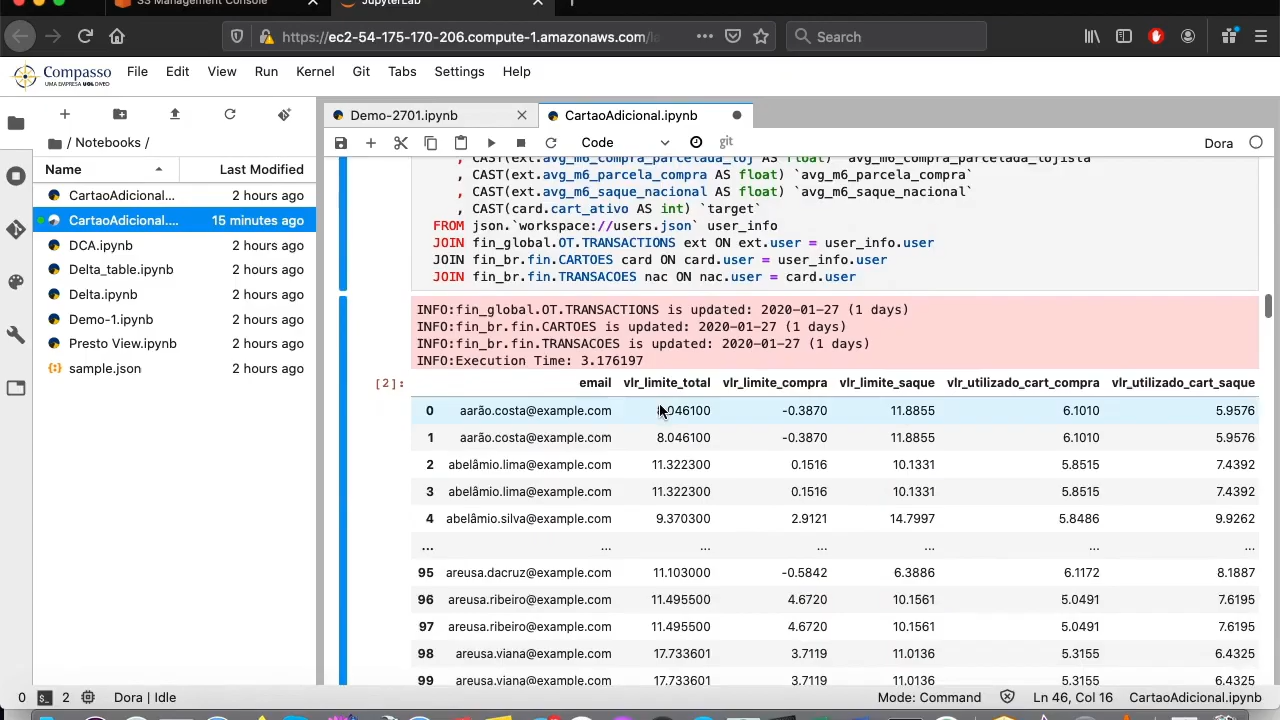 S3 Management Console
JupyterLab
https://ec2-54-175-170-206.compute-1.amazonaws.com/la
Search
Compasso
UMA EMPRESA UOL DIVEO
File Edit View Run Kernel Git Tabs Settings Help
Demo-2701.ipynb
CartaoAdicional.ipynb
/ Notebooks /
Code
git
Dora
Name Last Modified
CartaoAdicional... 2 hours ago
CartaoAdicional.... 15 minutes ago
DCA.ipynb 2 hours ago
Delta_table.ipynb 2 hours ago
Delta.ipynb 2 hours ago
Demo-1.ipynb 2 hours ago
Presto View.ipynb 2 hours ago
sample.json 2 hours ago
, CAST(ext.avg_m6_compra_parcelada_loj AS float) `avg_m6_compra_parcelada_lojista`
, CAST(ext.avg_m6_parcela_compra AS float) `avg_m6_parcela_compra`
, CAST(ext.avg_m6_saque_nacional AS float) `avg_m6_saque_nacional`
, CAST(card.cart_ativo AS int) `target`
FROM json.`workspace://users.json` user_info
JOIN fin_global.OT.TRANSACTIONS ext ON ext.user = user_info.user
JOIN fin_br.fin.CARTOES card ON card.user = user_info.user
JOIN fin_br.fin.TRANSACOES nac ON nac.user = card.user
INFO:fin_global.OT.TRANSACTIONS is updated: 2020-01-27 (1 days)
INFO:fin_br.fin.CARTOES is updated: 2020-01-27 (1 days)
INFO:fin_br.fin.TRANSACOES is updated: 2020-01-27 (1 days)
INFO:Execution Time: 3.176197
[2]:
email vlr_limite_total vlr_limite_compra vlr_limite_saque vlr_utilizado_cart_compra vlr_utilizado_cart_saque
0 aarão.costa@example.com 8.046100 -0.3870 11.8855 6.1010 5.9576
1 aarão.costa@example.com 8.046100 -0.3870 11.8855 6.1010 5.9576
2 abelâmio.lima@example.com 11.322300 0.1516 10.1331 5.8515 7.4392
3 abelâmio.lima@example.com 11.322300 0.1516 10.1331 5.8515 7.4392
4 abelâmio.silva@example.com 9.370300 2.9121 14.7997 5.8486 9.9262
... ... ... ... ... ... ...
95 areusa.dacruz@example.com 11.103000 -0.5842 6.3886 6.1172 8.1887
96 areusa.ribeiro@example.com 11.495500 4.6720 10.1561 5.0491 7.6195
97 areusa.ribeiro@example.com 11.495500 4.6720 10.1561 5.0491 7.6195
98 areusa.viana@example.com 17.733601 3.7119 11.0136 5.3155 6.4325
99 areusa.viana@example.com 17.733601 3.7119 11.0136 5.3155 6.4325
0 2 Dora | Idle Mode: Command Ln 46, Col 16 CartaoAdicional.ipynb